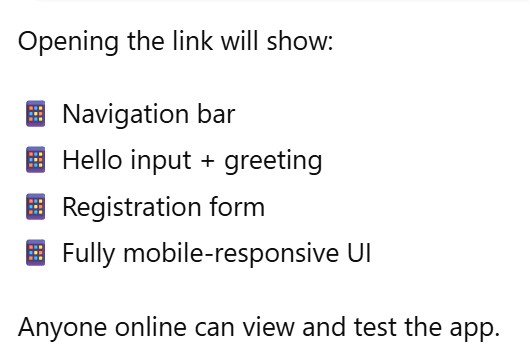 Opening the link will show:
📱 Navigation bar
📱 Hello input + greeting
📱 Registration form
📱 Fully mobile-responsive UI
Anyone online can view and test the app.